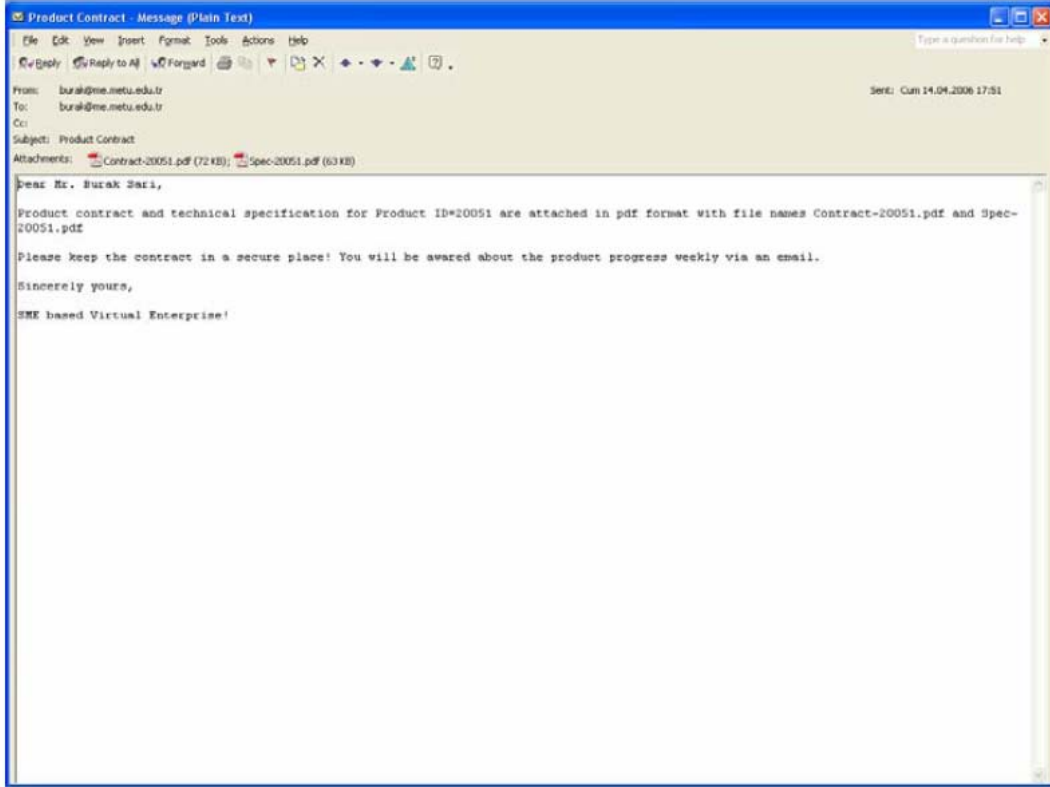 Product Contract - Message (Plain Text)
File Edit View Insert Format Tools Actions Help
Type a question for help
Reply Reply to All Forward
From: burak@me.metu.edu.tr
Sent: Cum 14.04.2006 17:51
To: burak@me.metu.edu.tr
Cc:
Subject: Product Contract
Attachments: Contract-20051.pdf (72 KB); Spec-20051.pdf (63 KB)
Dear Mr. Burak Sari,
Product contract and technical specification for Product ID=20051 are attached in pdf format with file names Contract-20051.pdf and Spec-
20051.pdf
Please keep the contract in a secure place! You will be awared about the product progress weekly via an email.
Sincerely yours,
SME based Virtual Enterprise!